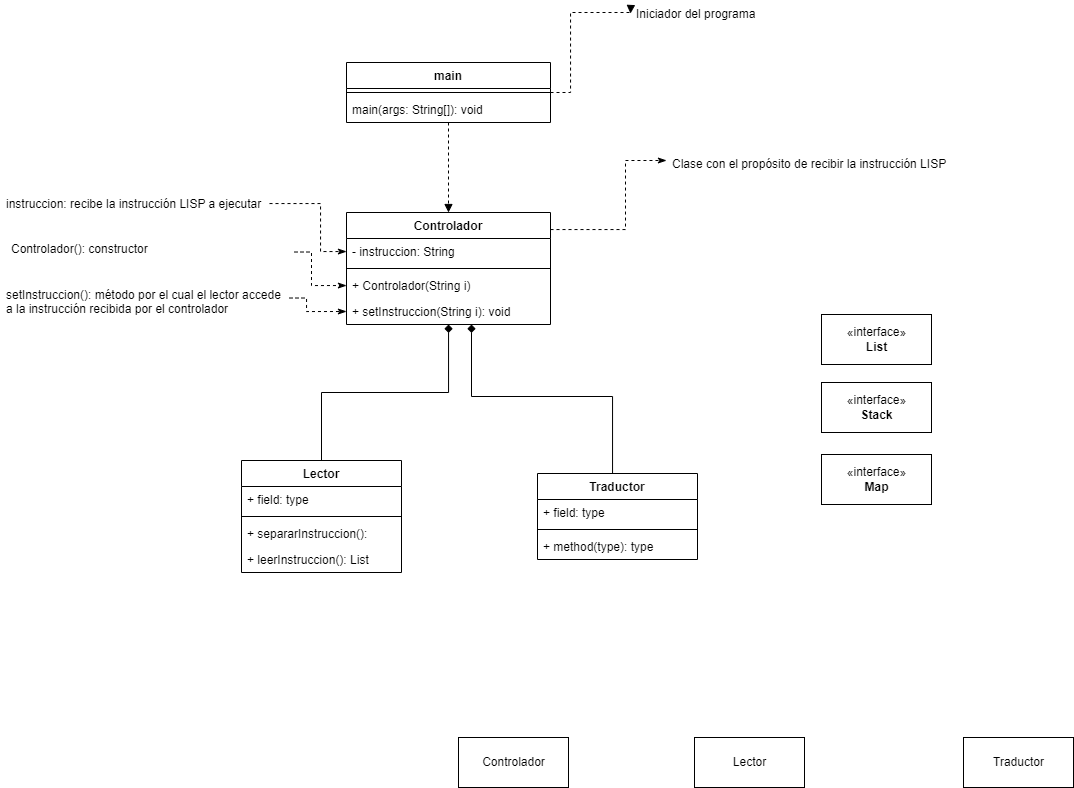 Iniciador del programa
main
main(args: String[]): void
Clase con el propósito de recibir la instrucción LISP
instruccion: recibe la instrucción LISP a ejecutar
Controlador(): constructor
setInstruccion(): método por el cual el lector accede
a la instrucción recibida por el controlador
Controlador
- instruccion: String
+ Controlador(String i)
+ setInstruccion(String i): void
«interface»
List
«interface»
Stack
«interface»
Map
Lector
+ field: type
+ separarInstruccion():
+ leerInstruccion(): List
Traductor
+ field: type
+ method(type): type
Controlador
Lector
Traductor